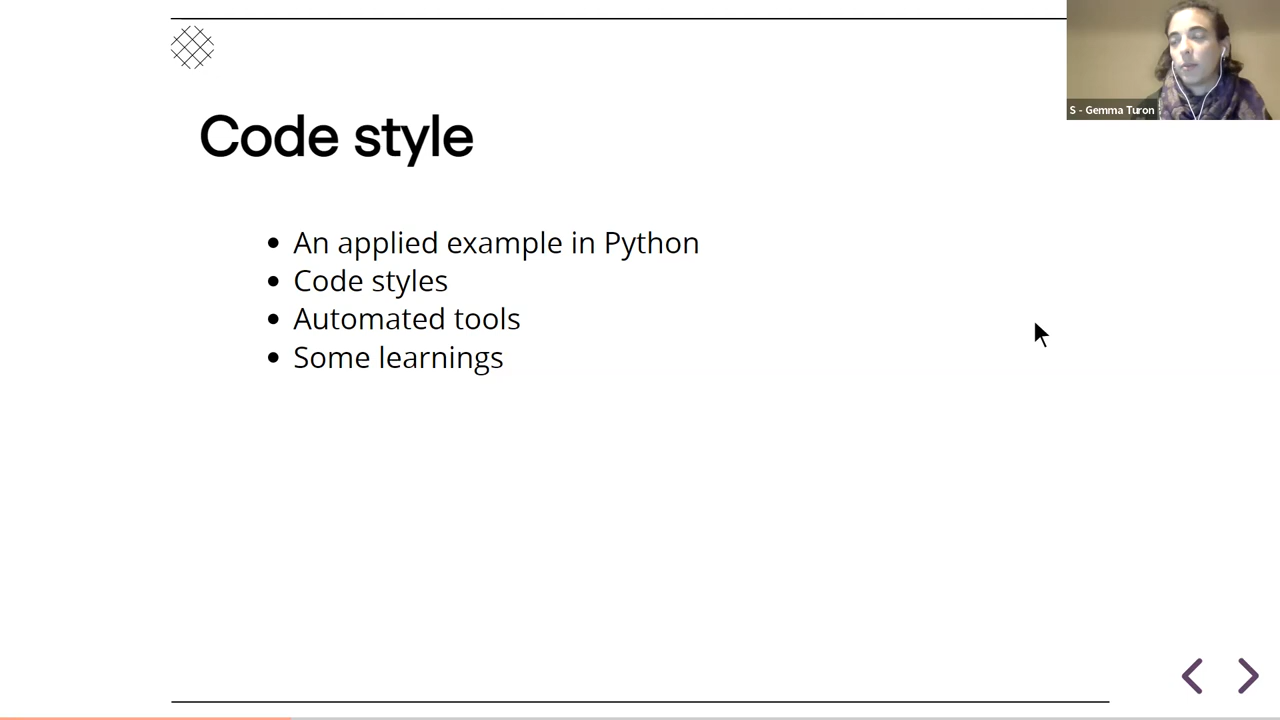 S - Gemma Turon
Code style
An applied example in Python
Code styles
Automated tools
Some learnings